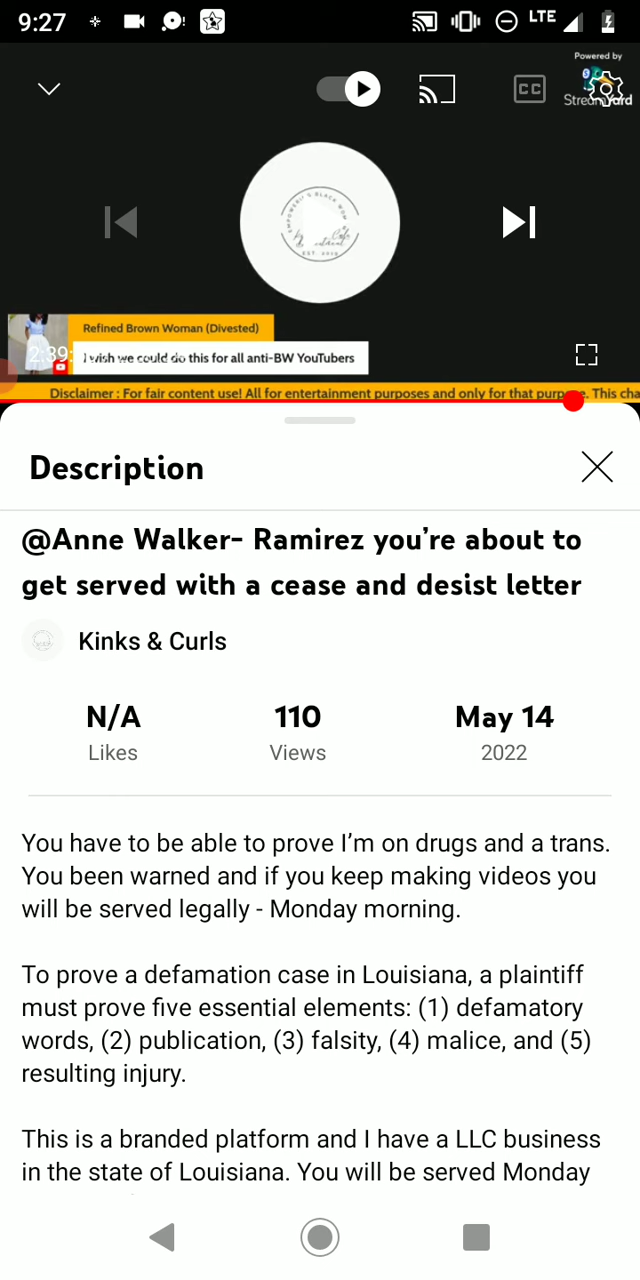 9:27
LTE
Powered by
CC
StreamYard
EST.
Refined Brown Woman (Divested)
2:39:
I wish we could do this for all anti-BW YouTubers
Disclaimer : For fair content use! All for entertainment purposes and only for that purpose. This cha
Description
@Anne Walker- Ramirez you’re about to
get served with a cease and desist letter
Kinks & Curls
N/A 110 May 14
Likes Views 2022
You have to be able to prove I’m on drugs and a trans.
You been warned and if you keep making videos you
will be served legally - Monday morning.
To prove a defamation case in Louisiana, a plaintiff
must prove five essential elements: (1) defamatory
words, (2) publication, (3) falsity, (4) malice, and (5)
resulting injury.
This is a branded platform and I have a LLC business
in the state of Louisiana. You will be served Monday